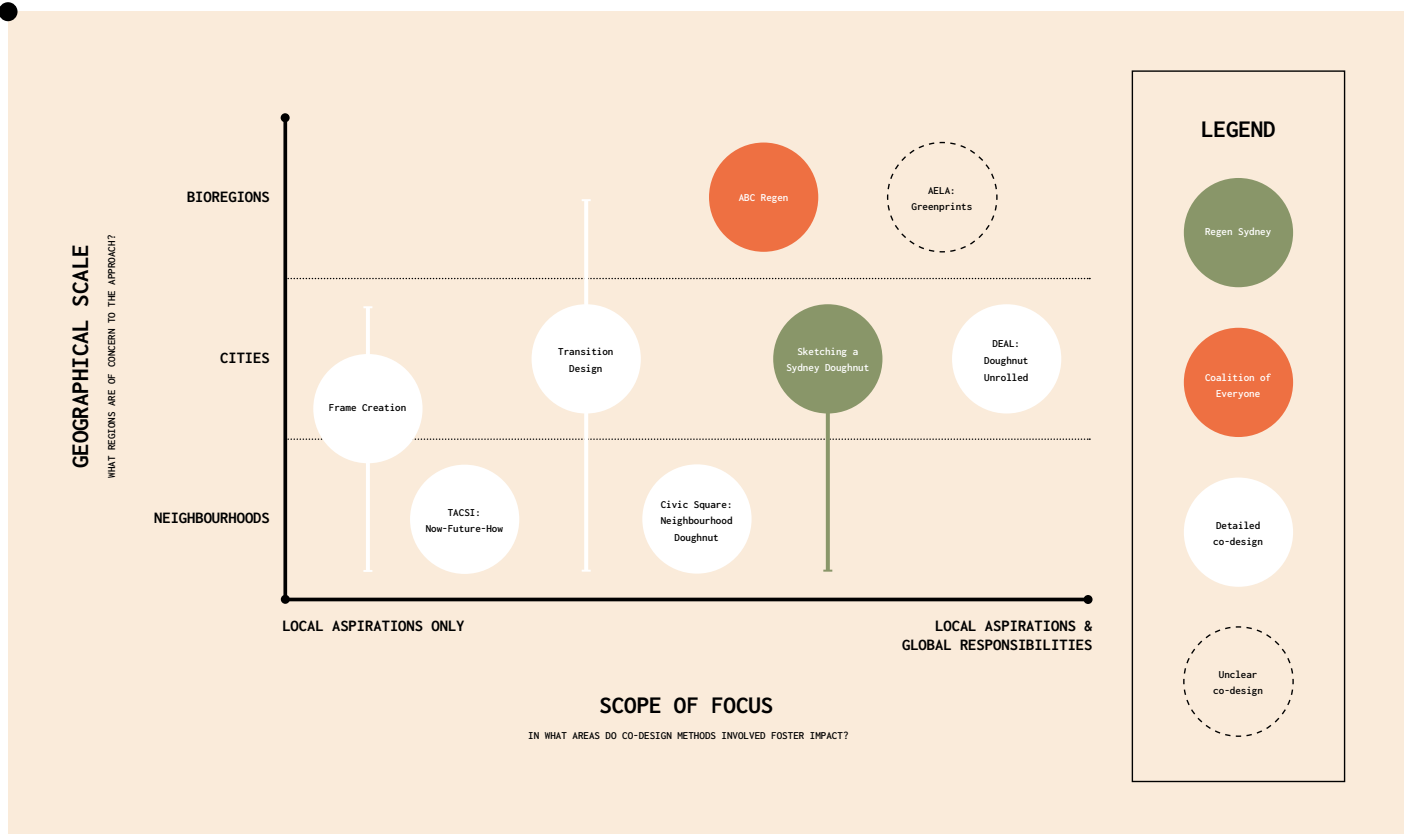 GEOGRAPHICAL SCALE
WHAT REGIONS ARE OF CONCERN TO THE APPROACH?
BIOREGIONS
CITIES
NEIGHBOURHOODS
ABC Regen
AELA:
Greenprints
Frame Creation
Transition
Design
Sketching a
Sydney Doughnut
DEAL:
Doughnut
Unrolled
TACSI:
Now-Future-How
Civic Square:
Neighbourhood
Doughnut
LOCAL ASPIRATIONS ONLY
LOCAL ASPIRATIONS &
GLOBAL RESPONSIBILITIES
SCOPE OF FOCUS
IN WHAT AREAS DO CO-DESIGN METHODS INVOLVED FOSTER IMPACT?
LEGEND
Regen Sydney
Coalition of
Everyone
Detailed
co-design
Unclear
co-design